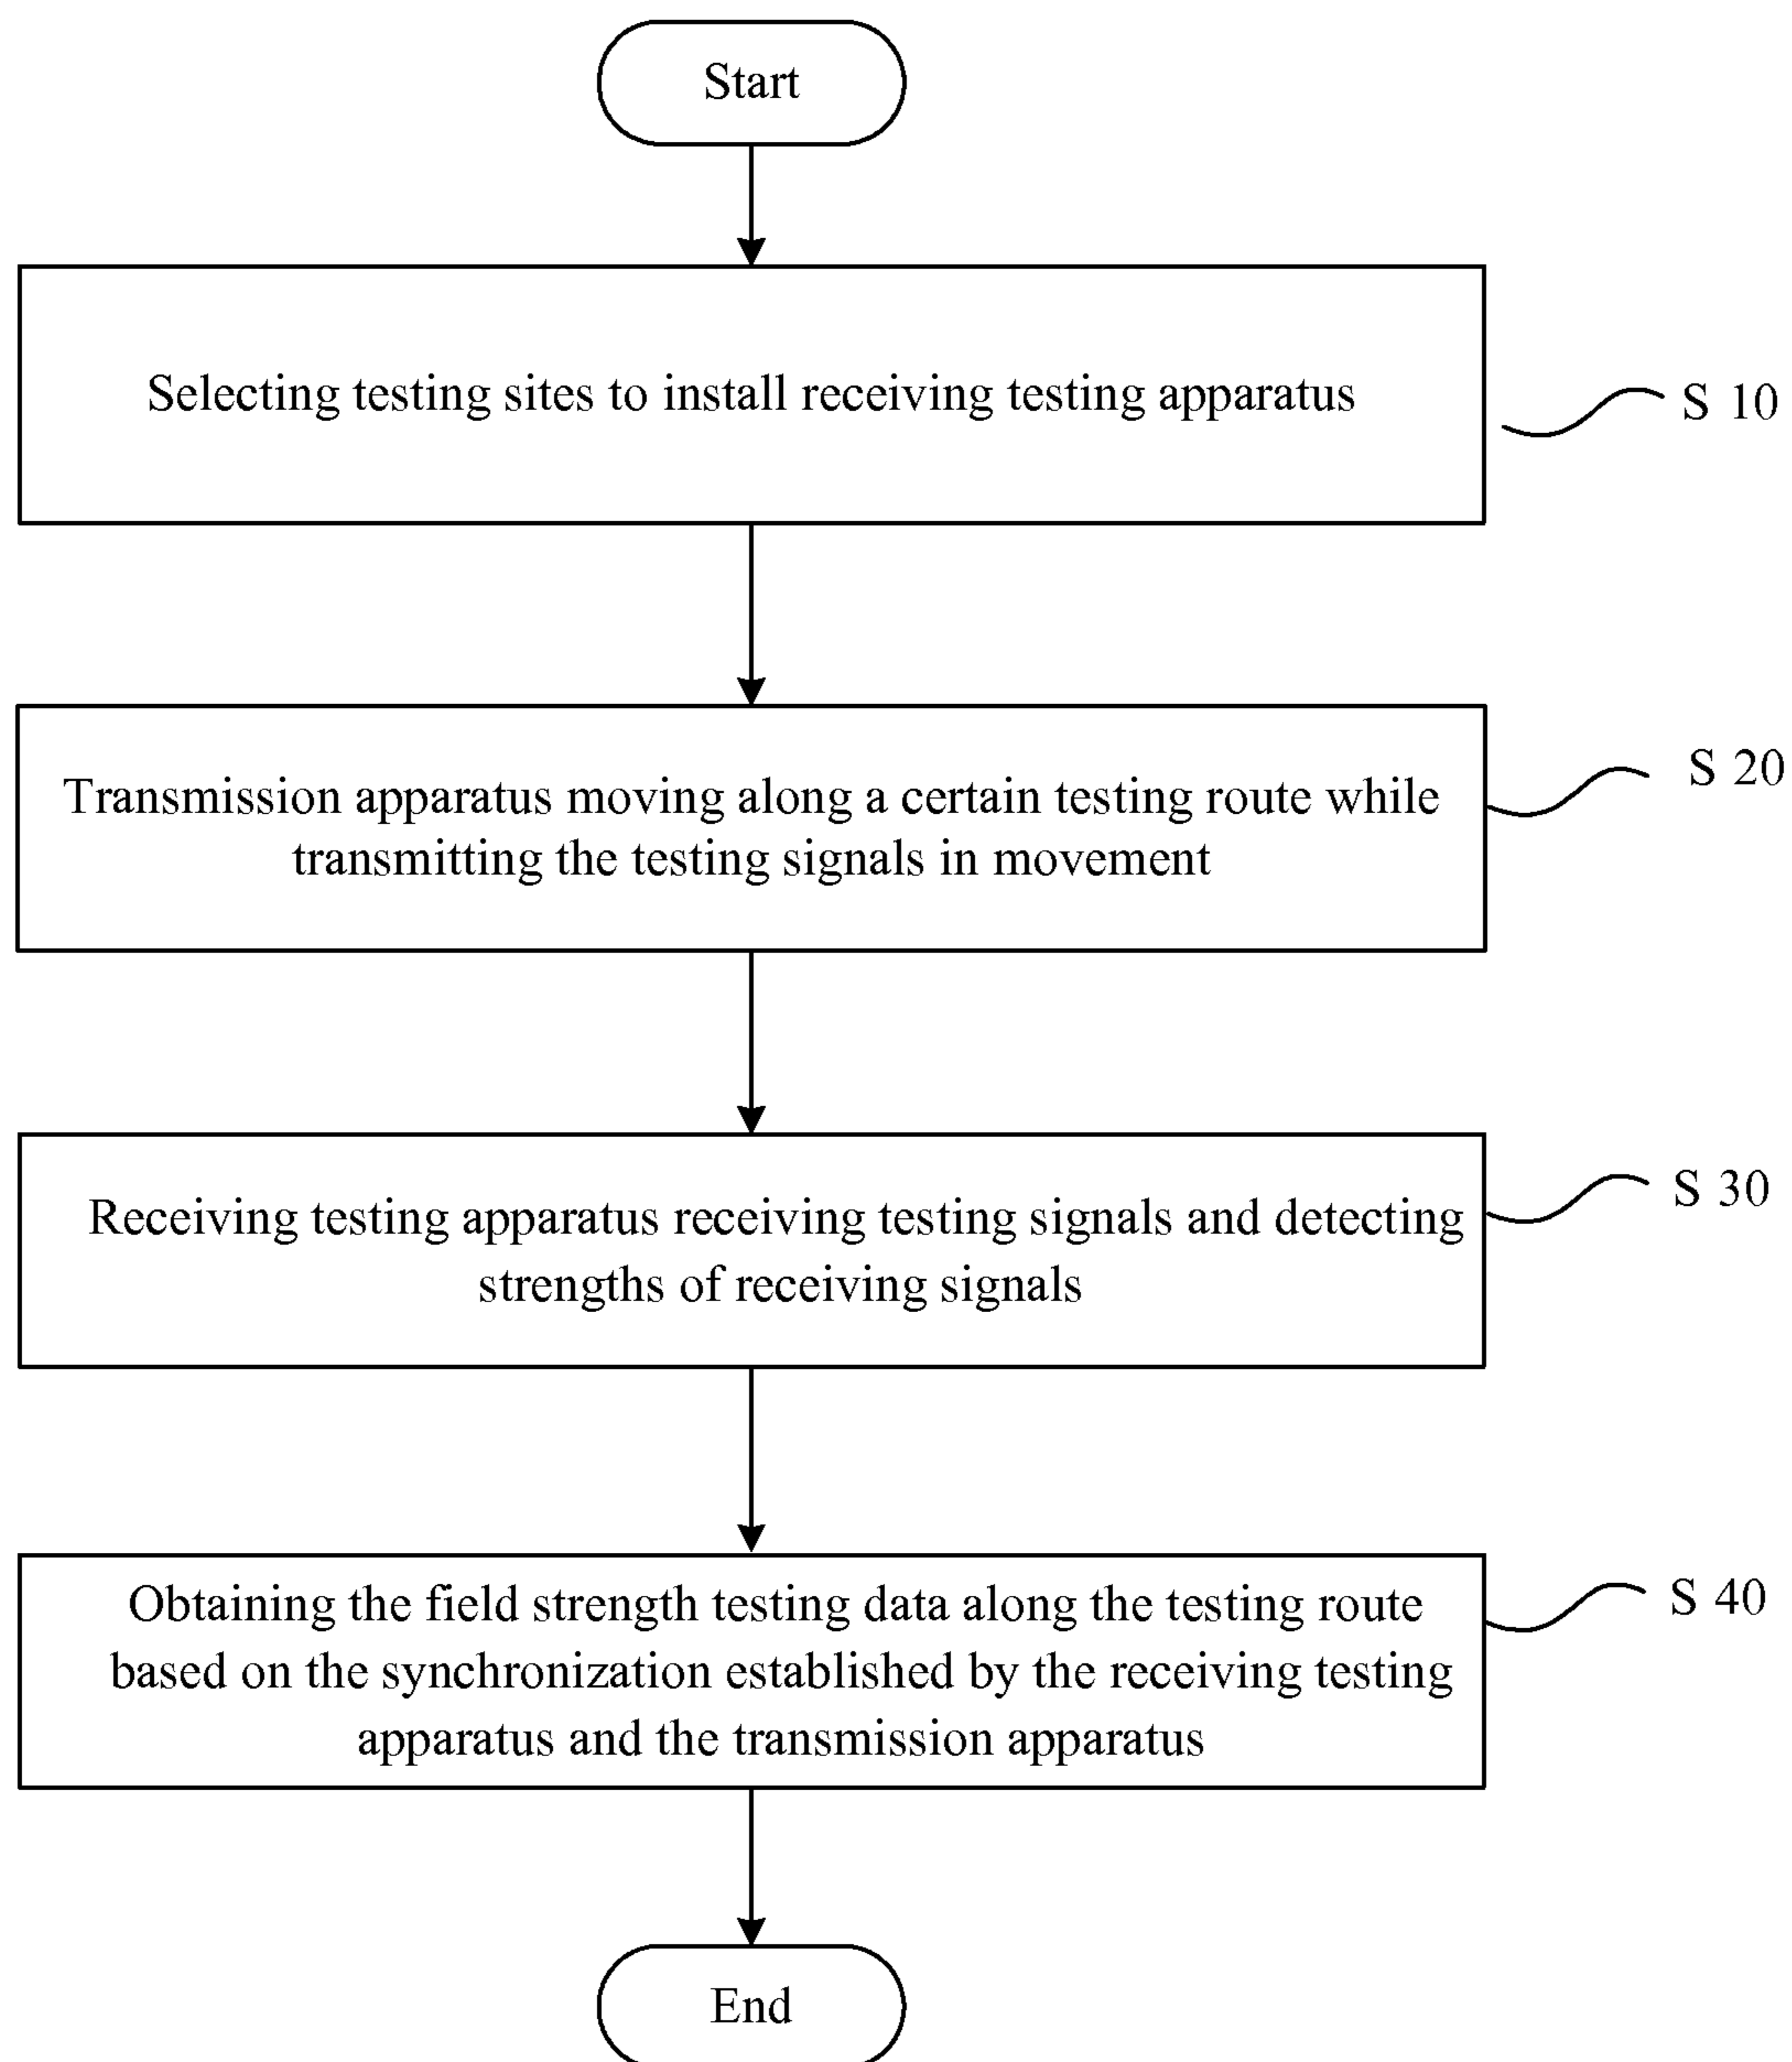 Start
Selecting testing sites to install receiving testing apparatus
S 10
Transmission apparatus moving along a certain testing route while
transmitting the testing signals in movement
S 20
Receiving testing apparatus receiving testing signals and detecting
strengths of receiving signals
S 30
Obtaining the field strength testing data along the testing route
based on the synchronization established by the receiving testing
apparatus and the transmission apparatus
S 40
End